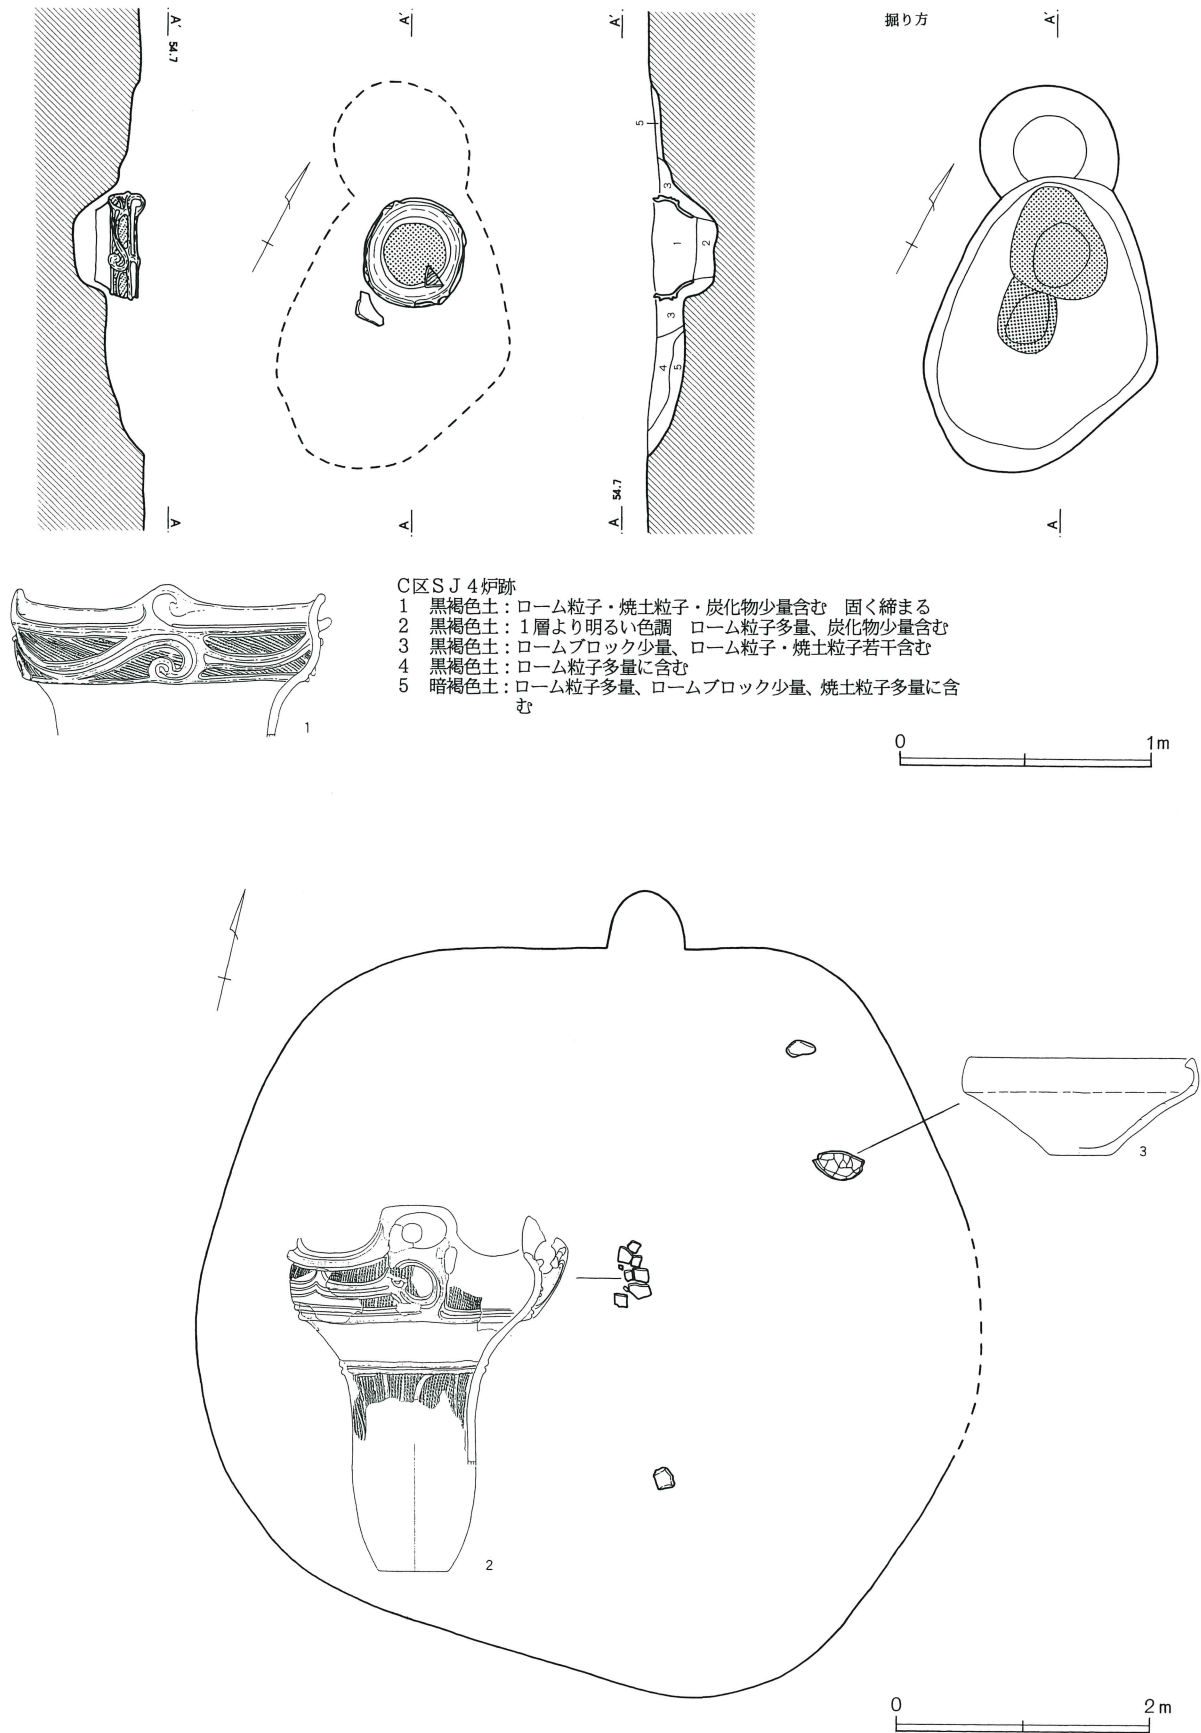 A' 54.7
A'
A'
掘り方
A'
5
3
1
2
3
4
5
A
A
A 54.7
A
C区SJ4炉跡
1 黒褐色土：ローム粒子・焼土粒子・炭化物少量含む 固く締まる
2 黒褐色土：1層より明るい色調 ローム粒子多量、炭化物少量含む
3 黒褐色土：ロームブロック少量、ローム粒子・焼土粒子若干含む
4 黒褐色土：ローム粒子多量に含む
5 暗褐色土：ローム粒子多量、ロームブロック少量、焼土粒子多量に含
む
1
0 1m
3
2
0 2m